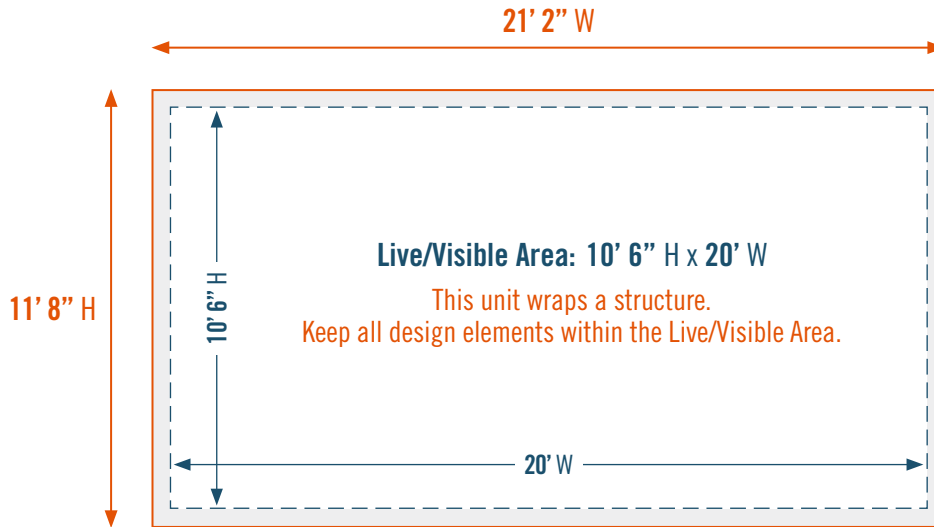 21’ 2” W
11’ 8” H
10’ 6” H
Live/Visible Area: 10’ 6” H x 20’ W
This unit wraps a structure.
Keep all design elements within the Live/Visible Area.
20’ W